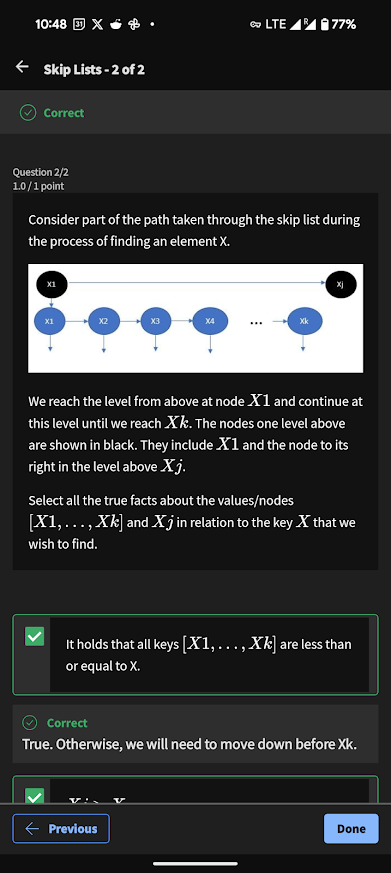 10:48 31 X LTE R 77%
Skip Lists - 2 of 2
Correct
Question 2/2
1.0 / 1 point
Consider part of the path taken through the skip list during
the process of finding an element X.
X1 Xj
X1 X2 X3 X4 ... Xk
We reach the level from above at node X1 and continue at
this level until we reach Xk. The nodes one level above
are shown in black. They include X1 and the node to its
right in the level above Xj.
Select all the true facts about the values/nodes
[X1, . . . , Xk] and Xj in relation to the key X that we
wish to find.
It holds that all keys [X1, . . . , Xk] are less than
or equal to X.
Correct
True. Otherwise, we will need to move down before Xk.
Previous Done